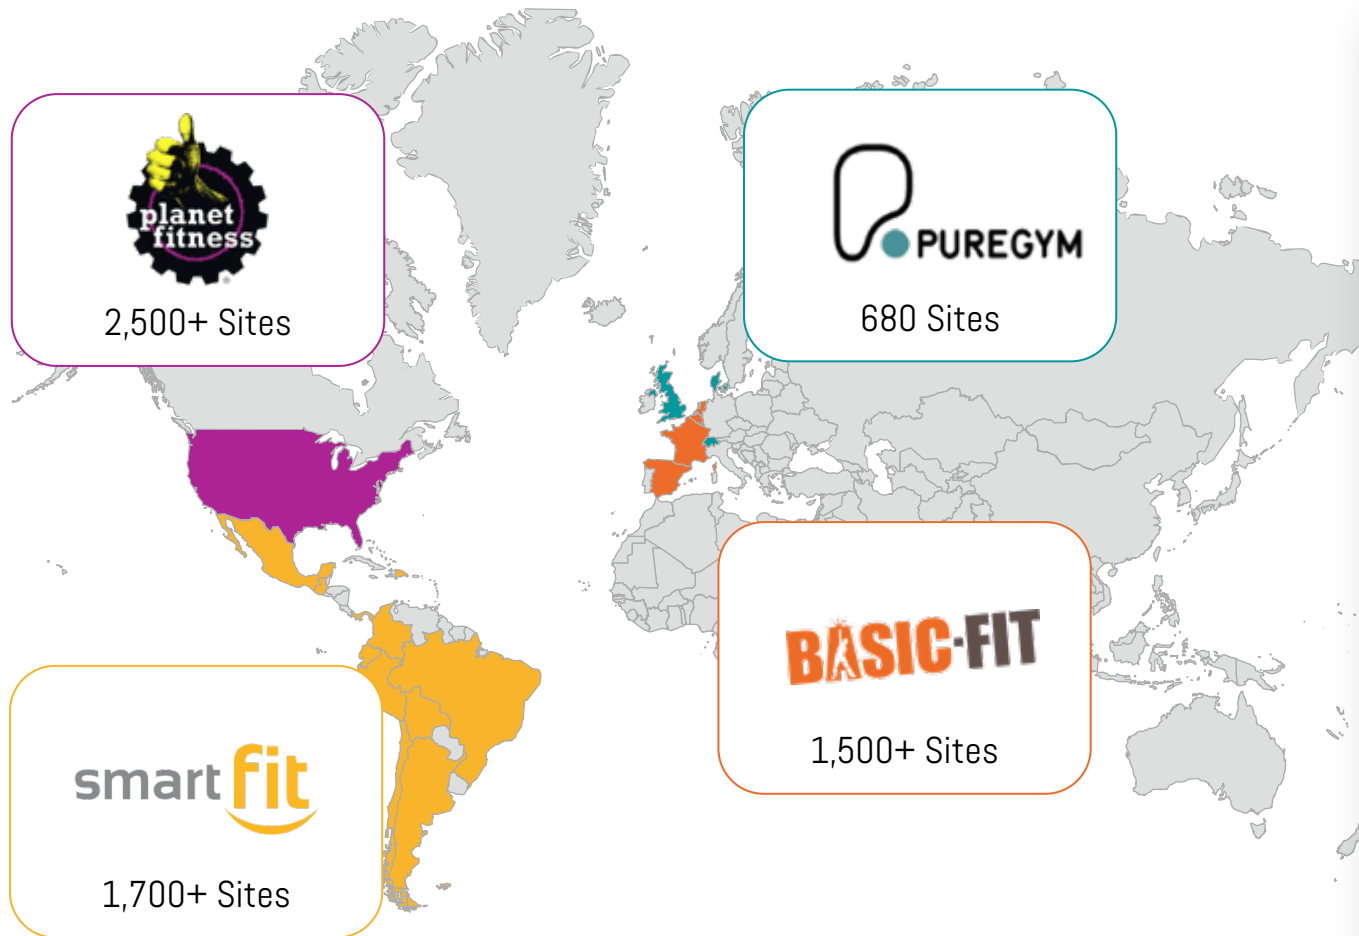 planet
fitness
2,500+ Sites
PUREGYM
680 Sites
BASIC-FIT
1,500+ Sites
smart fit
1,700+ Sites